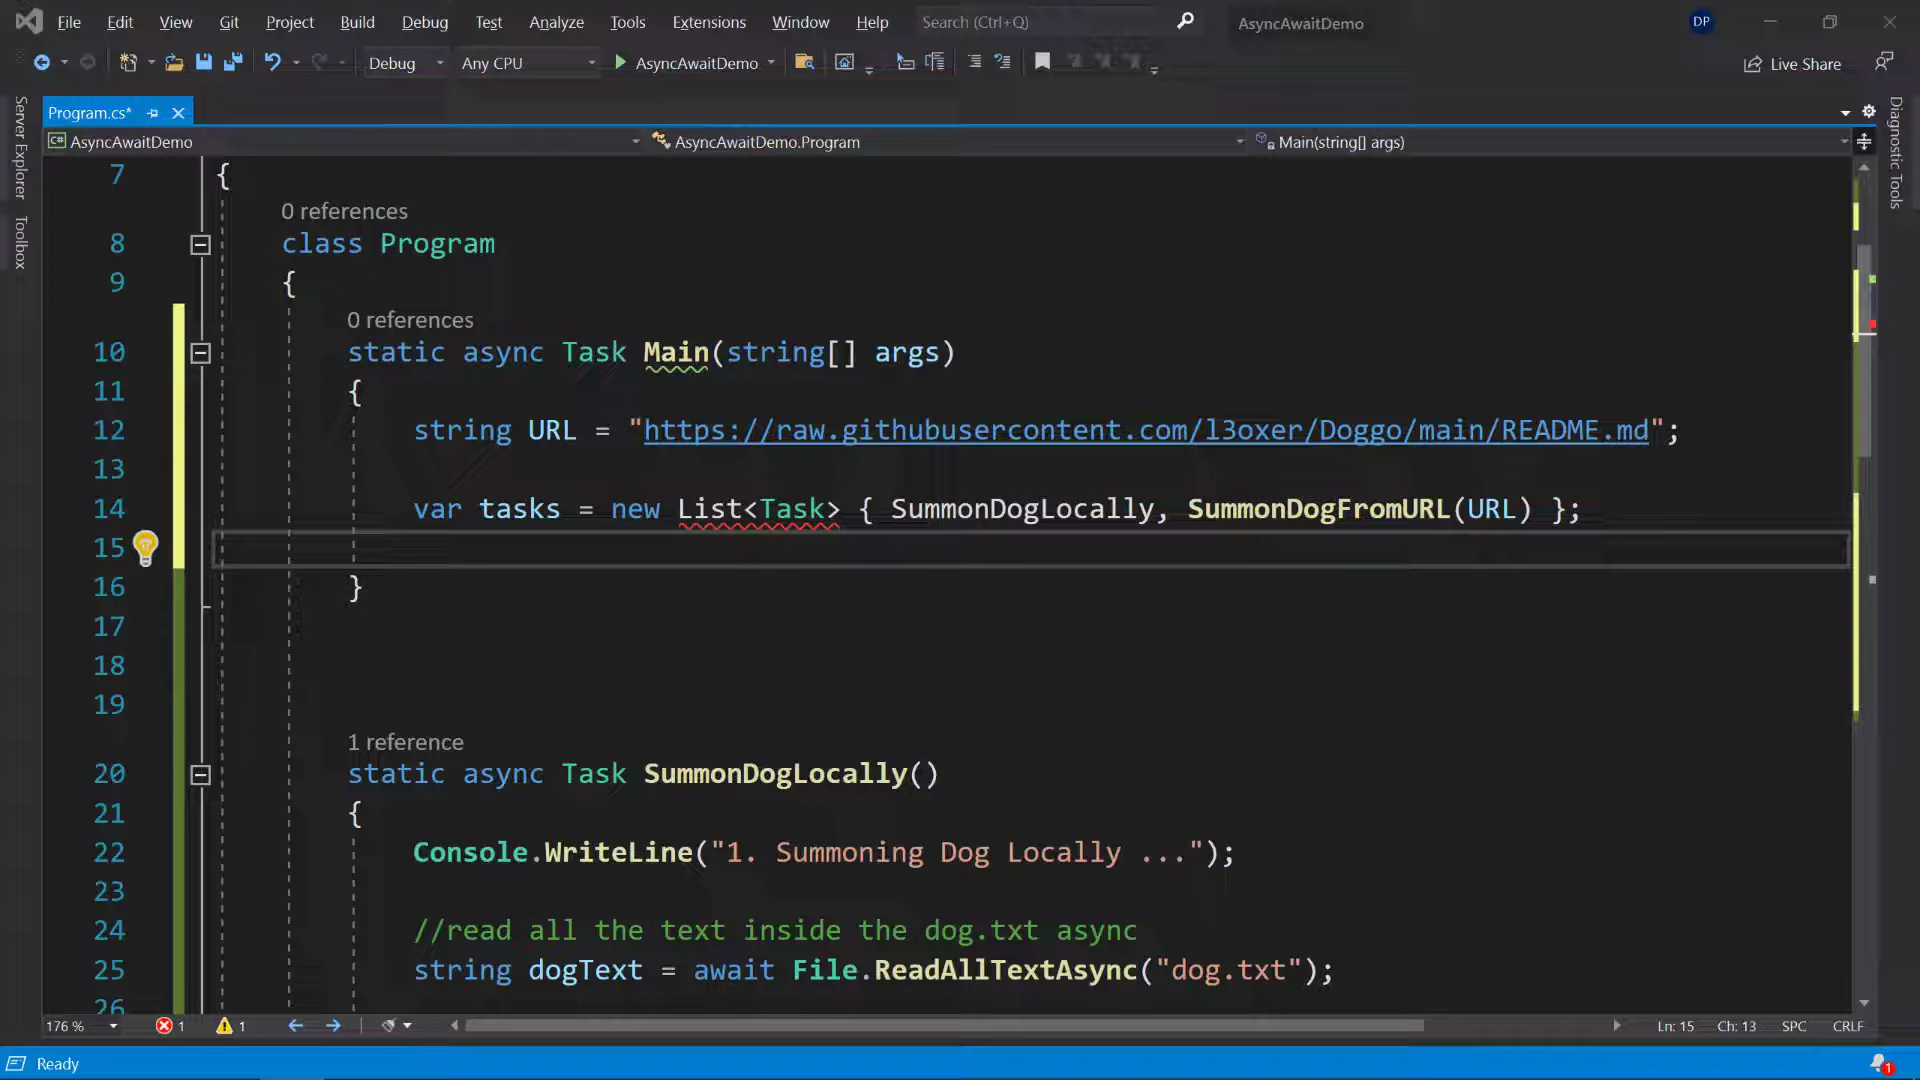 File Edit View Git Project Build Debug Test Analyze Tools Extensions Window Help Search (Ctrl+Q) AsyncAwaitDemo DP
Debug Any CPU AsyncAwaitDemo Live Share
Server Explorer
Toolbox
Program.cs*
Diagnostic Tools
C# AsyncAwaitDemo AsyncAwaitDemo.Program Main(string[] args)
7 {
0 references
8 class Program
9 {
0 references
10 static async Task Main(string[] args)
11 {
12 string URL = "https://raw.githubusercontent.com/l3oxer/Doggo/main/README.md";
13
14 var tasks = new List<Task> { SummonDogLocally, SummonDogFromURL(URL) };
15
16 }
17
18
19
1 reference
20 static async Task SummonDogLocally()
21 {
22 Console.WriteLine("1. Summoning Dog Locally ...");
23
24 //read all the text inside the dog.txt async
25 string dogText = await File.ReadAllTextAsync("dog.txt");
26
176 % 1 1 Ln: 15 Ch: 13 SPC CRLF
Ready 1